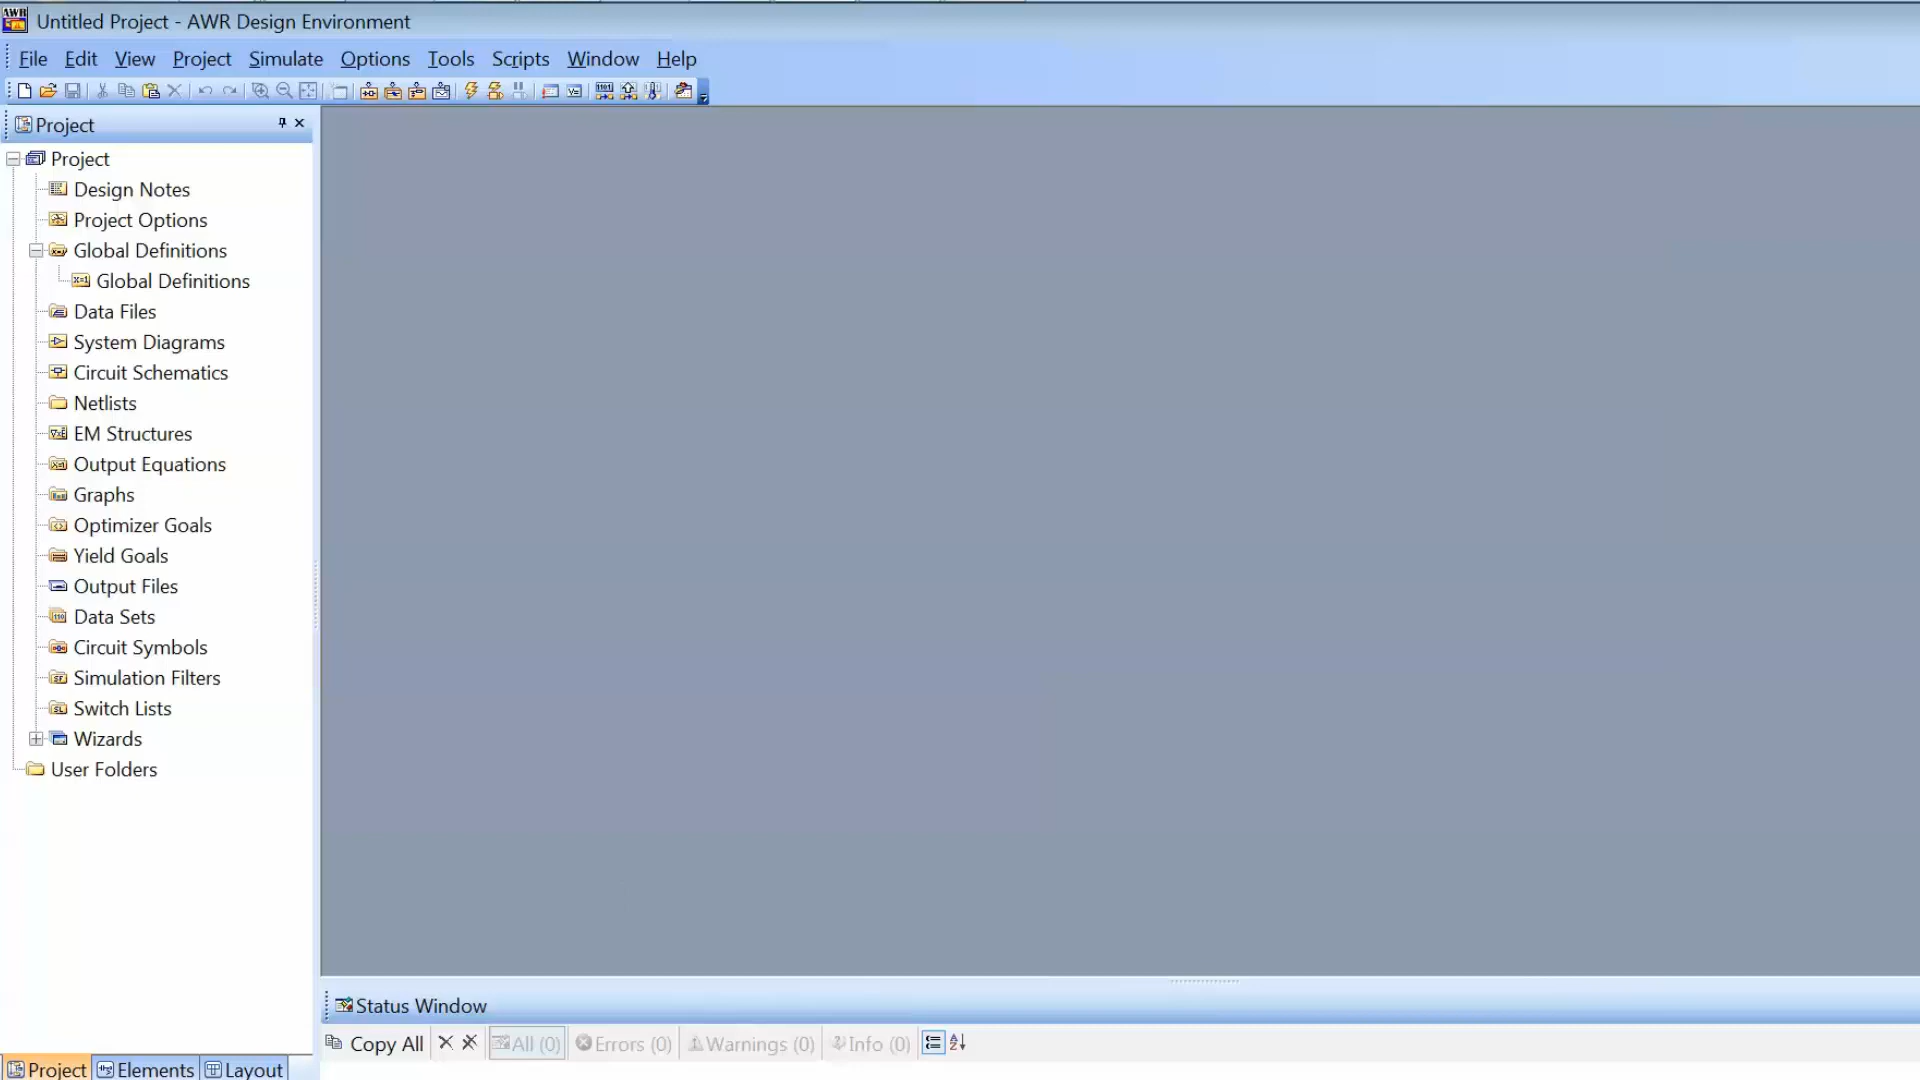 Untitled Project - AWR Design Environment
File Edit View Project Simulate Options Tools Scripts Window Help
Project
Project
Design Notes
Project Options
Global Definitions
Global Definitions
Data Files
System Diagrams
Circuit Schematics
Netlists
EM Structures
Output Equations
Graphs
Optimizer Goals
Yield Goals
Output Files
Data Sets
Circuit Symbols
Simulation Filters
Switch Lists
Wizards
User Folders
Status Window
Copy All All (0) Errors (0) Warnings (0) Info (0)
Project Elements Layout